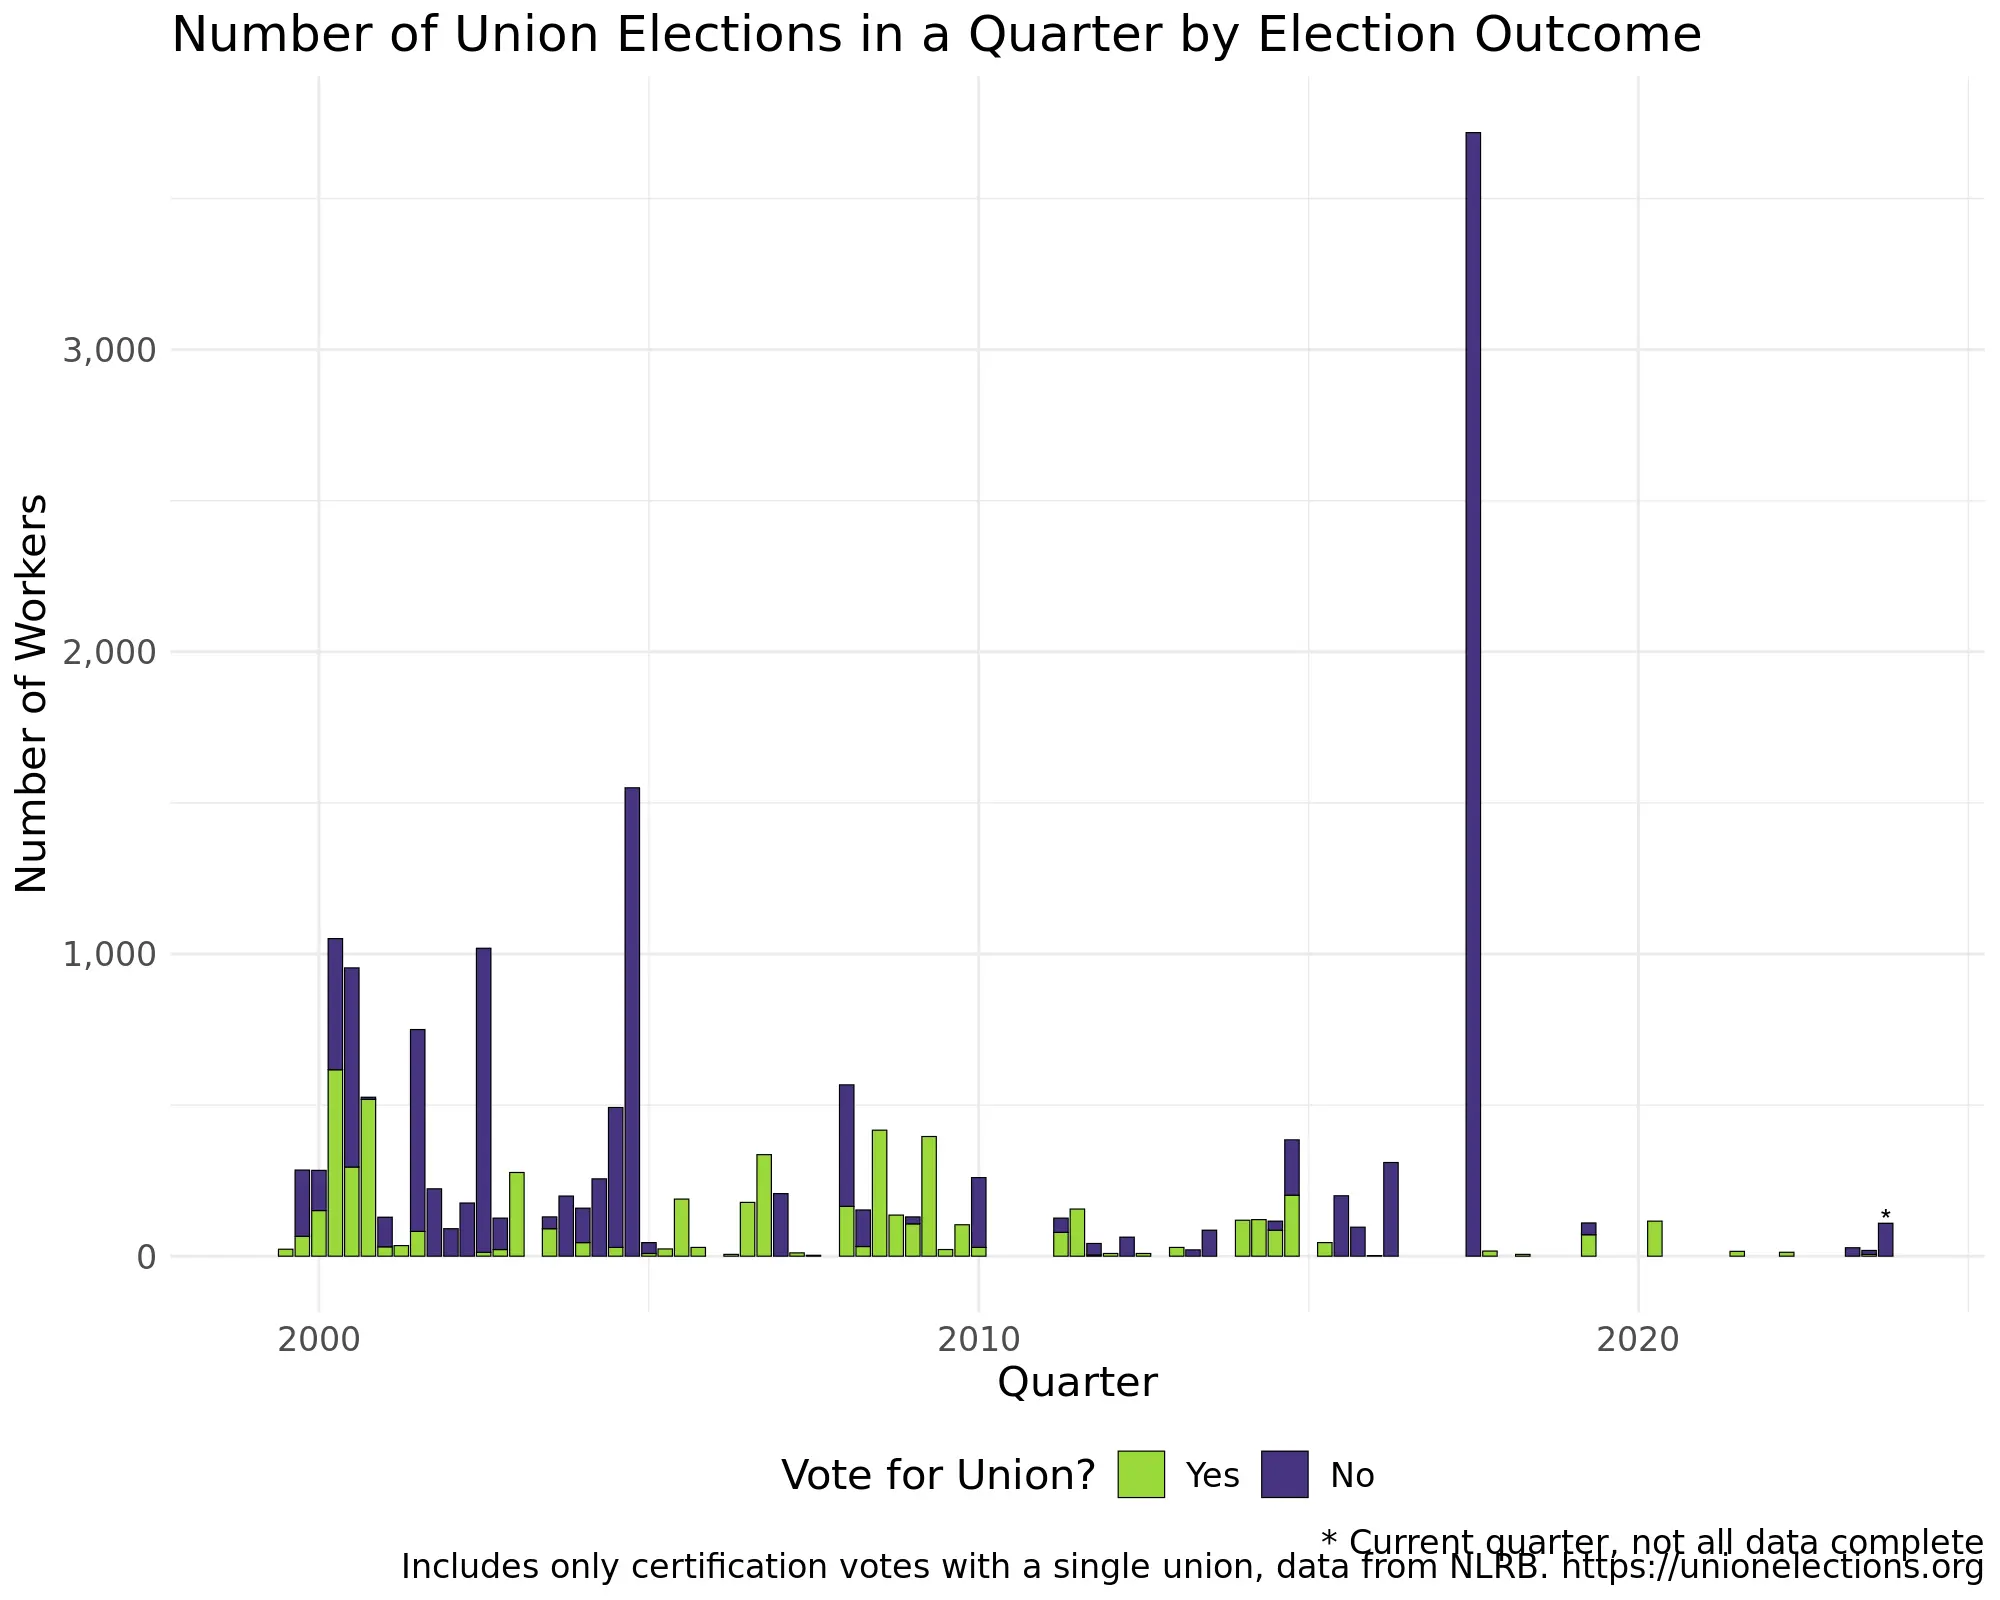 Number of Union Elections in a Quarter by Election Outcome
Number of Workers
3,000
2,000
1,000
0
*
2000
2010
2020
Quarter
Vote for Union? Yes No
* Current quarter, not all data complete
Includes only certification votes with a single union, data from NLRB. https://unionelections.org